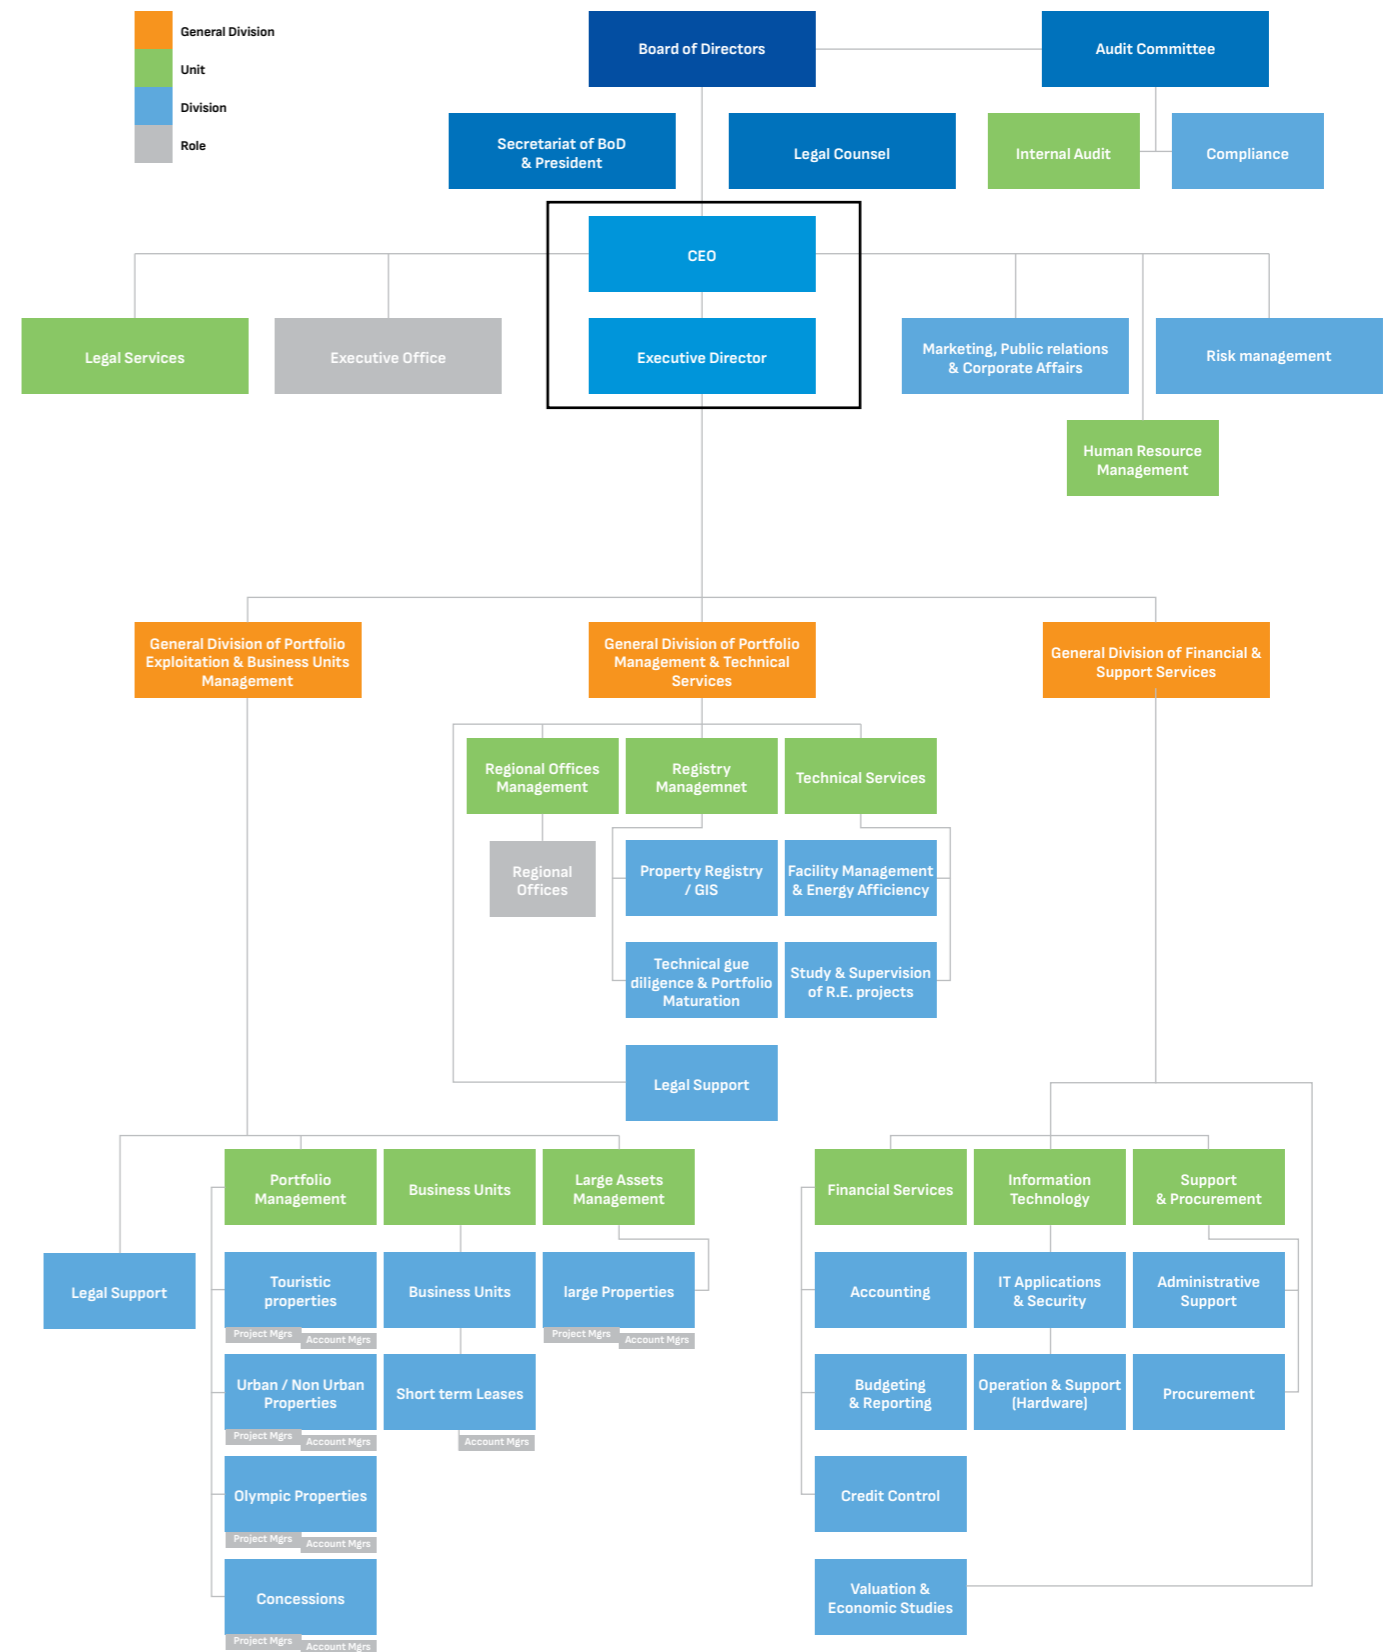 General Division
Unit
Division
Role
Board of Directors
Audit Committee
Secretariat of BoD
& President
Legal Counsel
Internal Audit
Compliance
CEO
Legal Services
Executive Office
Executive Director
Marketing, Public relations
& Corporate Affairs
Risk management
Human Resource
Management
General Division of Portfolio
Exploitation & Business Units
Management
General Division of Portfolio
Management & Technical
Services
General Division of Financial &
Support Services
Regional Offices
Management
Registry
Managemnet
Technical Services
Regional
Offices
Property Registry
/ GIS
Facility Management
& Energy Afficiency
Technical gue
diligence & Portfolio
Maturation
Study & Supervision
of R.E. projects
Legal Support
Portfolio
Management
Business Units
Large Assets
Management
Financial Services
Information
Technology
Support
& Procurement
Legal Support
Touristic
properties
Project Mgrs
Account Mgrs
Business Units
large Properties
Project Mgrs
Account Mgrs
Accounting
IT Applications
& Security
Administrative
Support
Urban / Non Urban
Properties
Project Mgrs
Account Mgrs
Short term Leases
Account Mgrs
Budgeting
& Reporting
Operation & Support
(Hardware)
Procurement
Olympic Properties
Project Mgrs
Account Mgrs
Credit Control
Concessions
Project Mgrs
Account Mgrs
Valuation &
Economic Studies